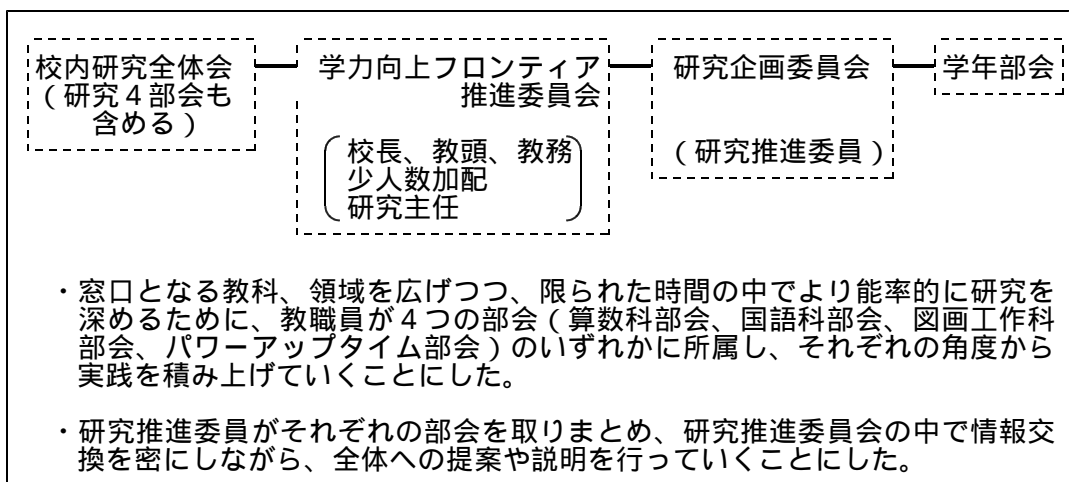 校内研究全体会
(研究4部会も
含める)
学力向上フロンティア
推進委員会
校長、教頭、教務
少人数加配
研究主任
研究企画委員会
(研究推進委員)
学年部会
・窓口となる教科、領域を広げつつ、限られた時間の中でより能率的に研究を
深めるために、教職員が4つの部会(算数科部会、国語科部会、図画工作科
部会、パワーアップタイム部会)のいずれかに所属し、それぞれの角度から
実践を積み上げていくことにした。
・研究推進委員がそれぞれの部会を取りまとめ、研究推進委員会の中で情報交
換を密にしながら、全体への提案や説明を行っていくことにした。